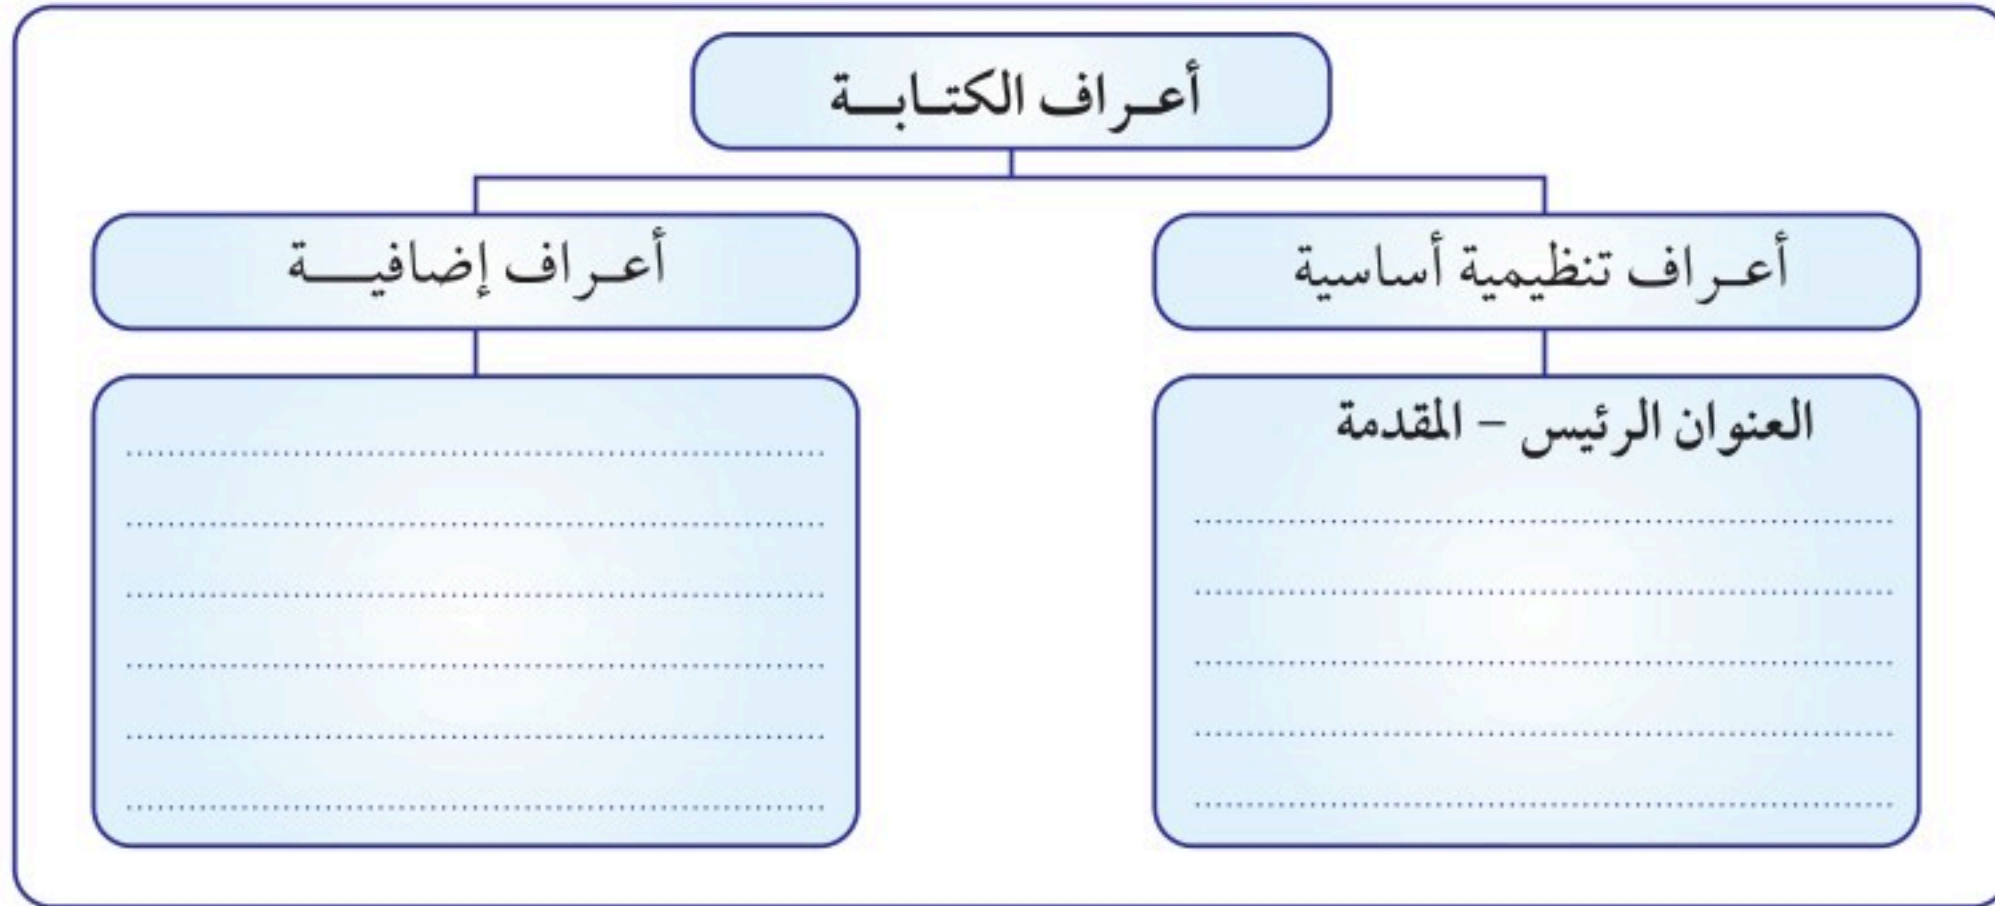 أعراف الكتابة
أعراف تنظيمية أساسية
أعراف إضافية
العنوان الرئيس – المقدمة